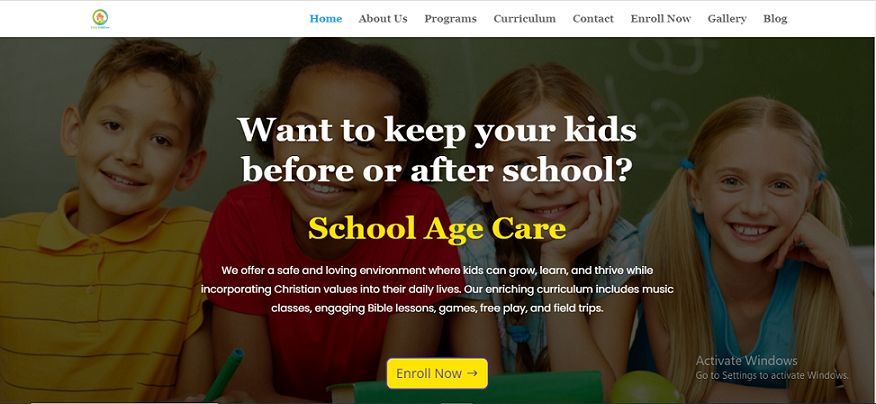 Home About Us Programs Curriculum Contact Enroll Now Gallery Blog
Want to keep your kids
before or after school?
School Age Care
We offer a safe and loving environment where kids can grow, learn, and thrive while
incorporating Christian values into their daily lives. Our enriching curriculum includes music
classes, engaging Bible lessons, games, free play, and field trips.
Enroll Now →
Activate Windows
Go to Settings to activate Windows.